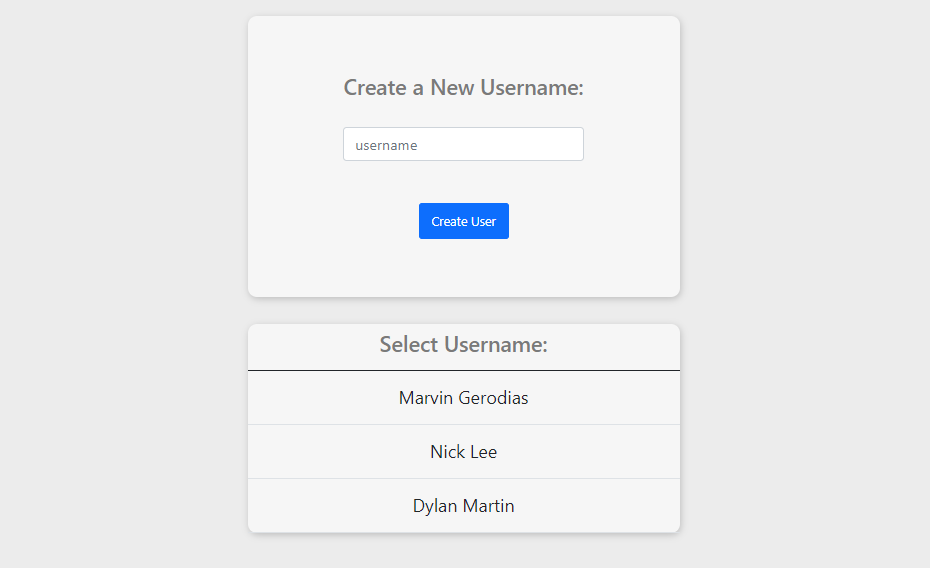 Create a New Username:
username
Create User
Select Username:
Marvin Gerodias
Nick Lee
Dylan Martin